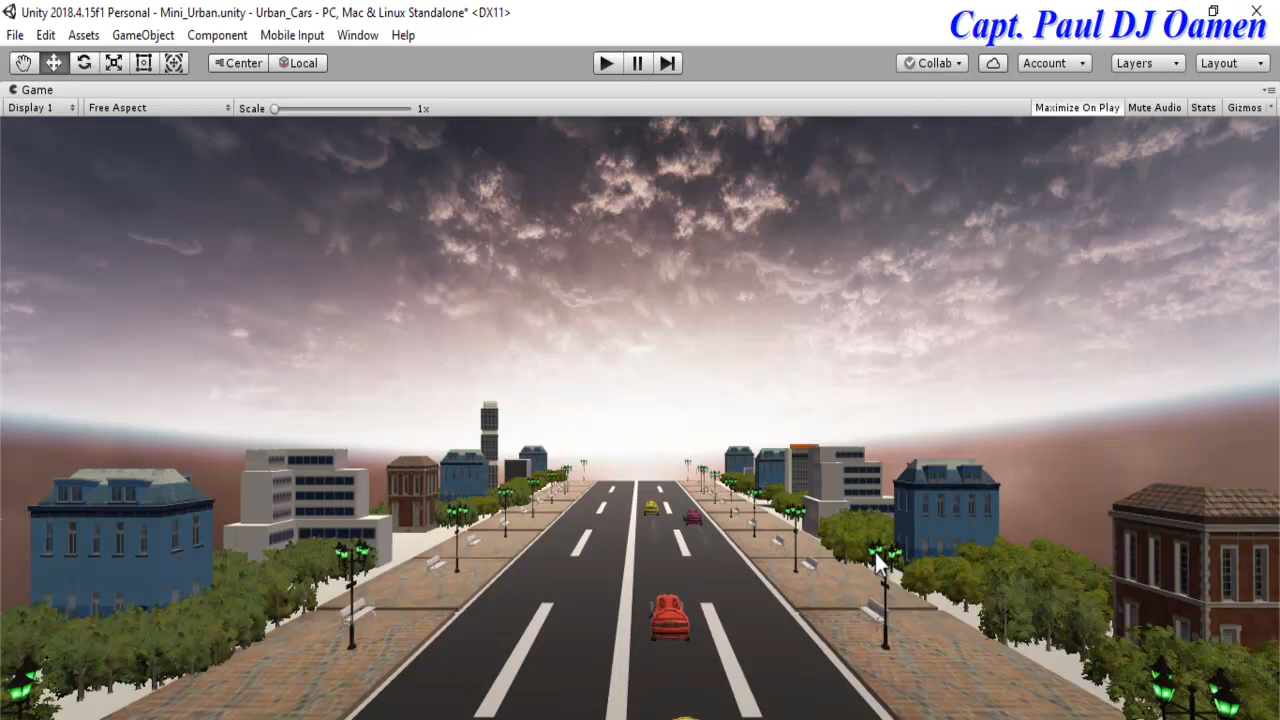 Unity 2018.4.15f1 Personal - Mini_Urban.unity - Urban_Cars - PC, Mac & Linux Standalone* <DX11>
Capt. Paul DJ Oamen
File Edit Assets GameObject Component Mobile Input Window Help
Center Local Collab Account Layers Layout
Game
Display 1 Free Aspect Scale 1x Maximize On Play Mute Audio Stats Gizmos